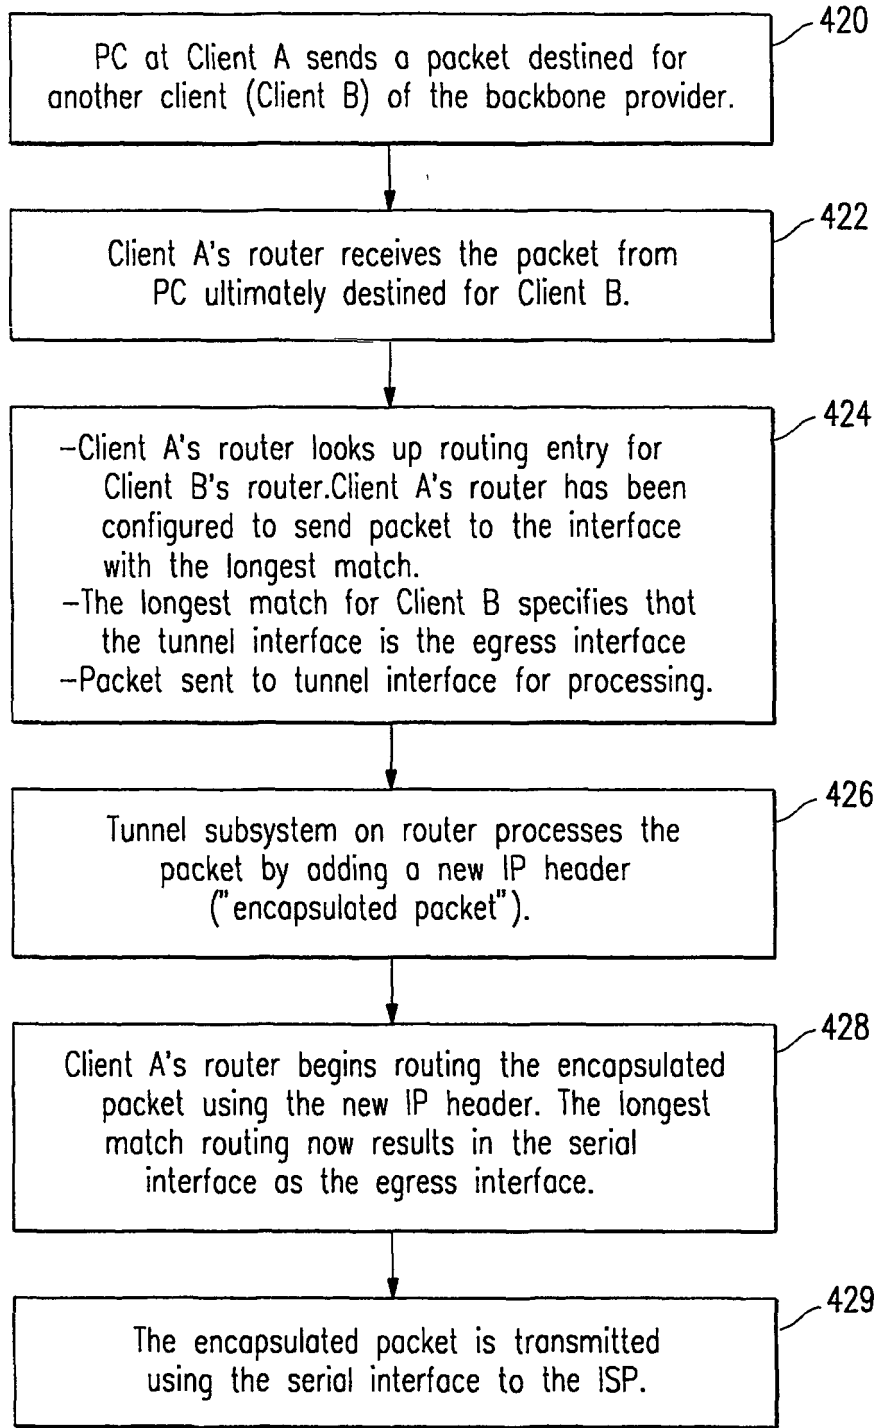 420
PC at Client A sends a packet destined for
another client (Client B) of the backbone provider.
422
Client A's router receives the packet from
PC ultimately destined for Client B.
424
-Client A's router looks up routing entry for
Client B's router.Client A's router has been
configured to send packet to the interface
with the longest match.
-The longest match for Client B specifies that
the tunnel interface is the egress interface
-Packet sent to tunnel interface for processing.
426
Tunnel subsystem on router processes the
packet by adding a new IP header
("encapsulated packet").
428
Client A's router begins routing the encapsulated
packet using the new IP header. The longest
match routing now results in the serial
interface as the egress interface.
429
The encapsulated packet is transmitted
using the serial interface to the ISP.